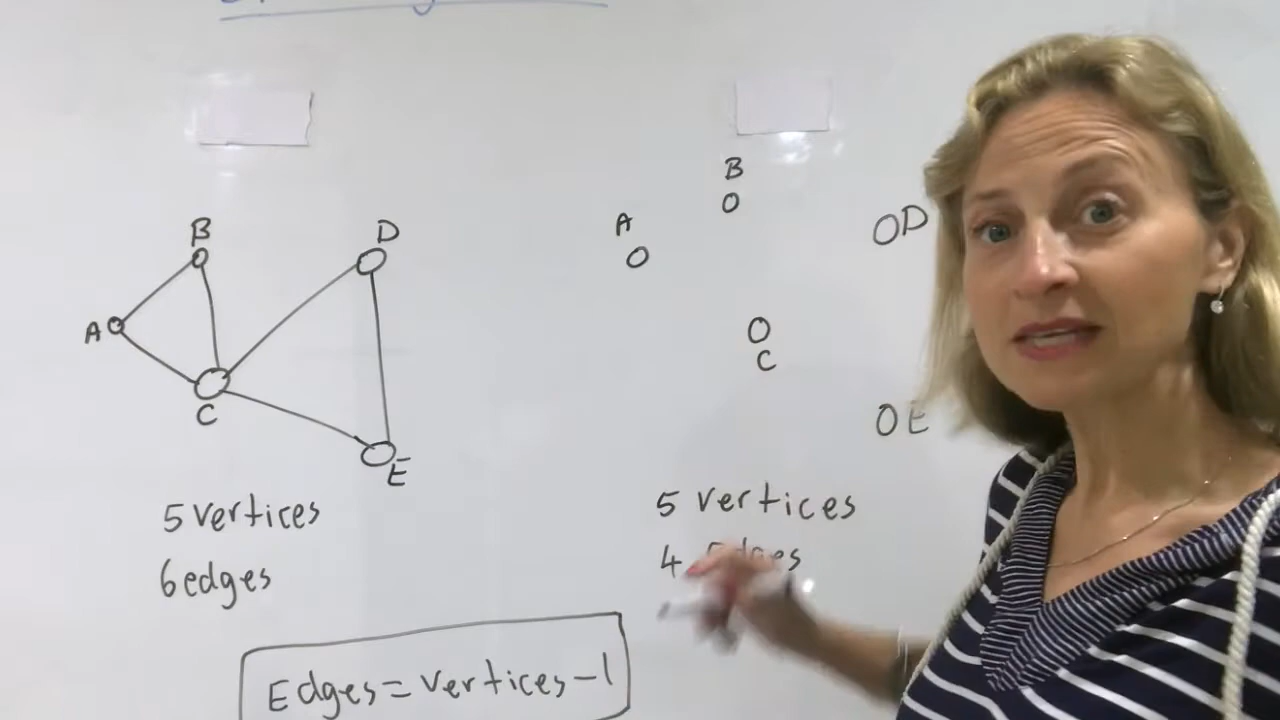 B
D
A
C
E
5 vertices
6 edges
B
A
D
C
E
5 vertices
4 Edges
Edges = vertices - 1